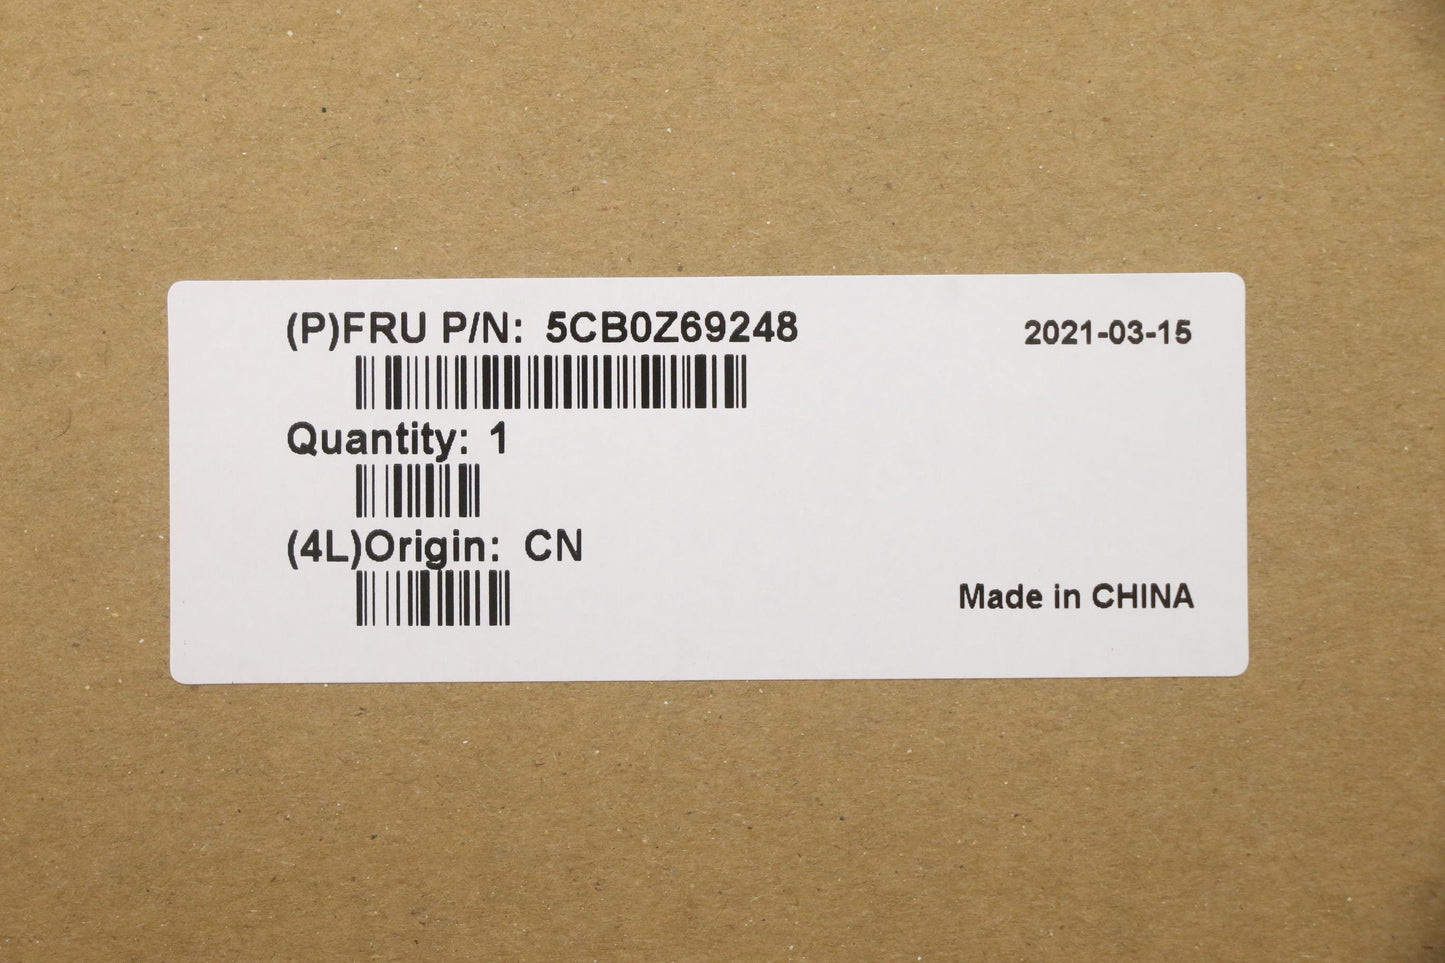 (P)FRU P/N: 5CB0Z69248
2021-03-15
Quantity: 1
(4L)Origin: CN
Made in CHINA